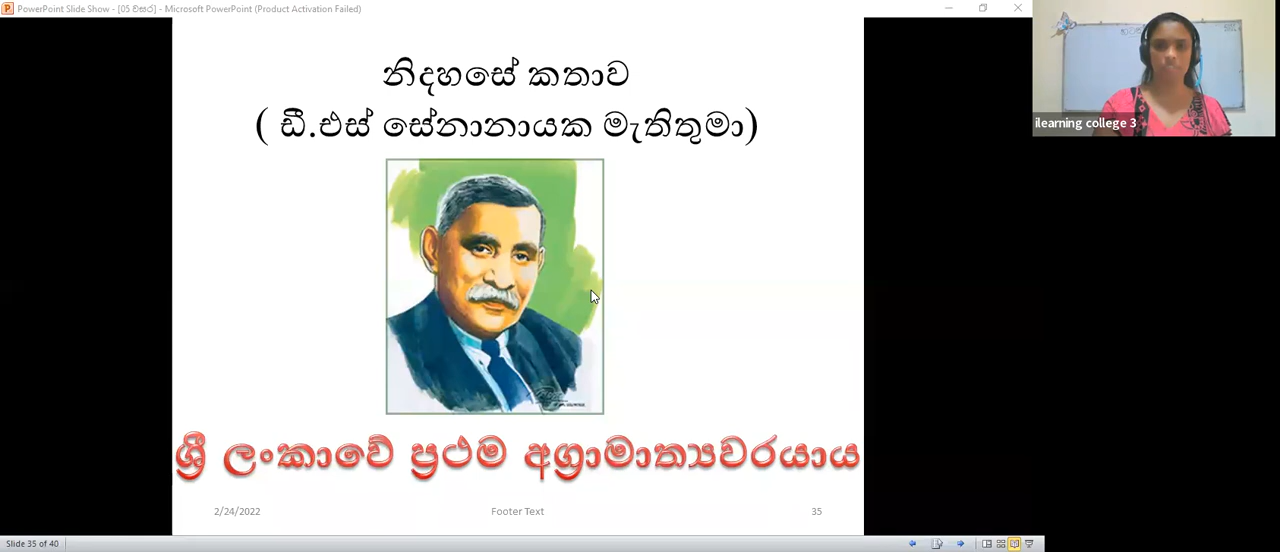 PowerPoint Slide Show - [05 වසර] - Microsoft PowerPoint (Product Activation Failed)
නිදහසේ කතාව
( ඩී.එස් සේනානායක මැතිතුමා)
ශ්‍රී ලංකාවේ ප්‍රථම අග්‍රාමාත්‍යවරයාය
2/24/2022
Footer Text
35
ilearning college 3
Slide 35 of 40